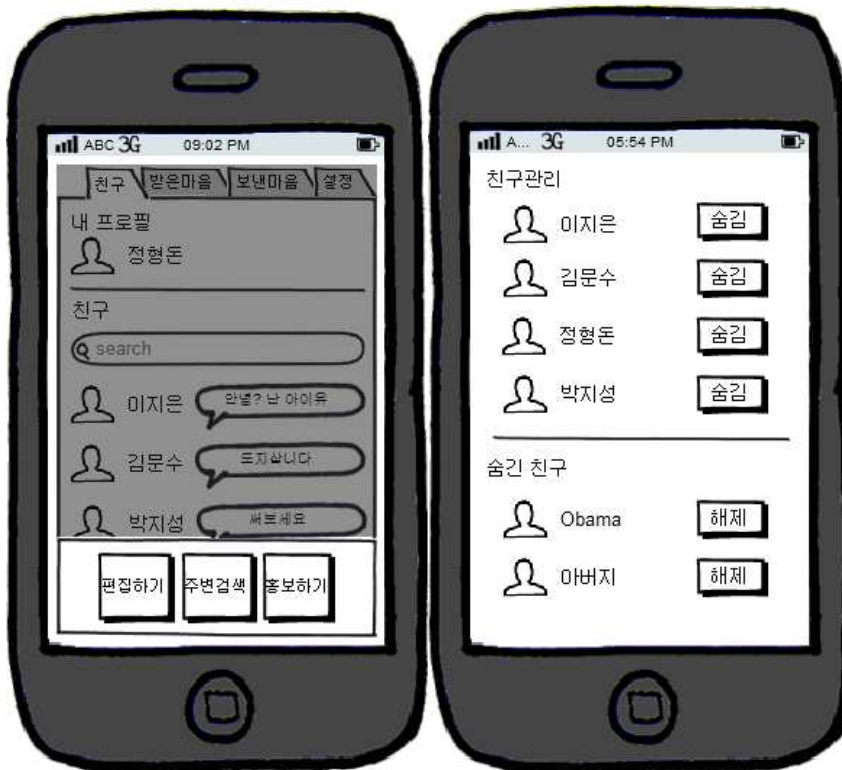 ABC 3G 09:02 PM
친구 받은마음 보낸마음 설정
내 프로필
정형돈
친구
search
이지은 안녕? 난 아이유
김문수 도지삽니다
박지성 써보세요
편집하기 주변검색 홍보하기
A... 3G 05:54 PM
친구관리
이지은 숨김
김문수 숨김
정형돈 숨김
박지성 숨김
숨긴 친구
Obama 해제
아버지 해제